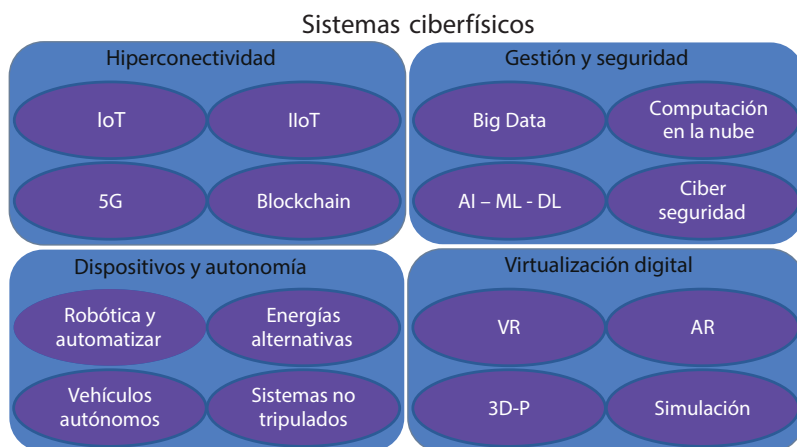 Sistemas ciberfísicos
Hiperconectividad
IoT
IIoT
5G
Blockchain
Gestión y seguridad
Big Data
Computación
en la nube
AI – ML - DL
Ciber
seguridad
Dispositivos y autonomía
Robótica y
automatizar
Energías
alternativas
Vehículos
autónomos
Sistemas no
tripulados
Virtualización digital
VR
AR
3D-P
Simulación